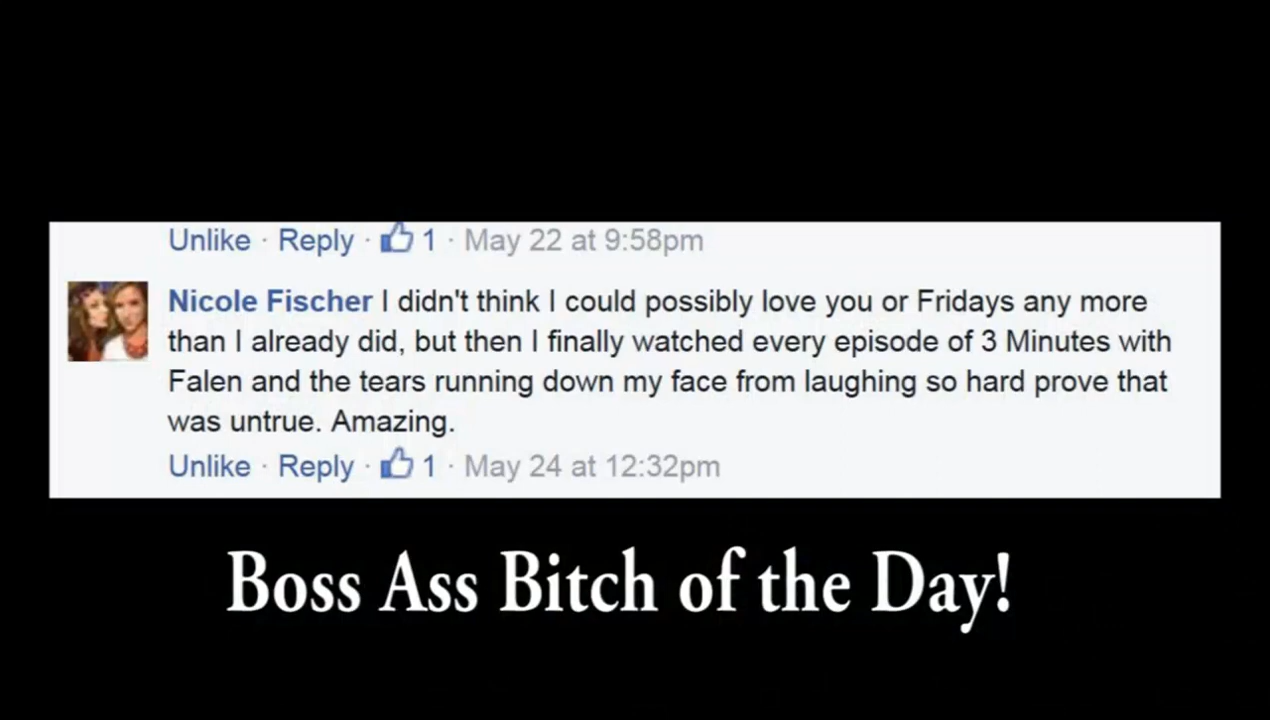 Unlike · Reply · 1 · May 22 at 9:58pm
Nicole Fischer I didn't think I could possibly love you or Fridays any more
than I already did, but then I finally watched every episode of 3 Minutes with
Falen and the tears running down my face from laughing so hard prove that
was untrue. Amazing.
Unlike · Reply · 1 · May 24 at 12:32pm
Boss Ass Bitch of the Day!